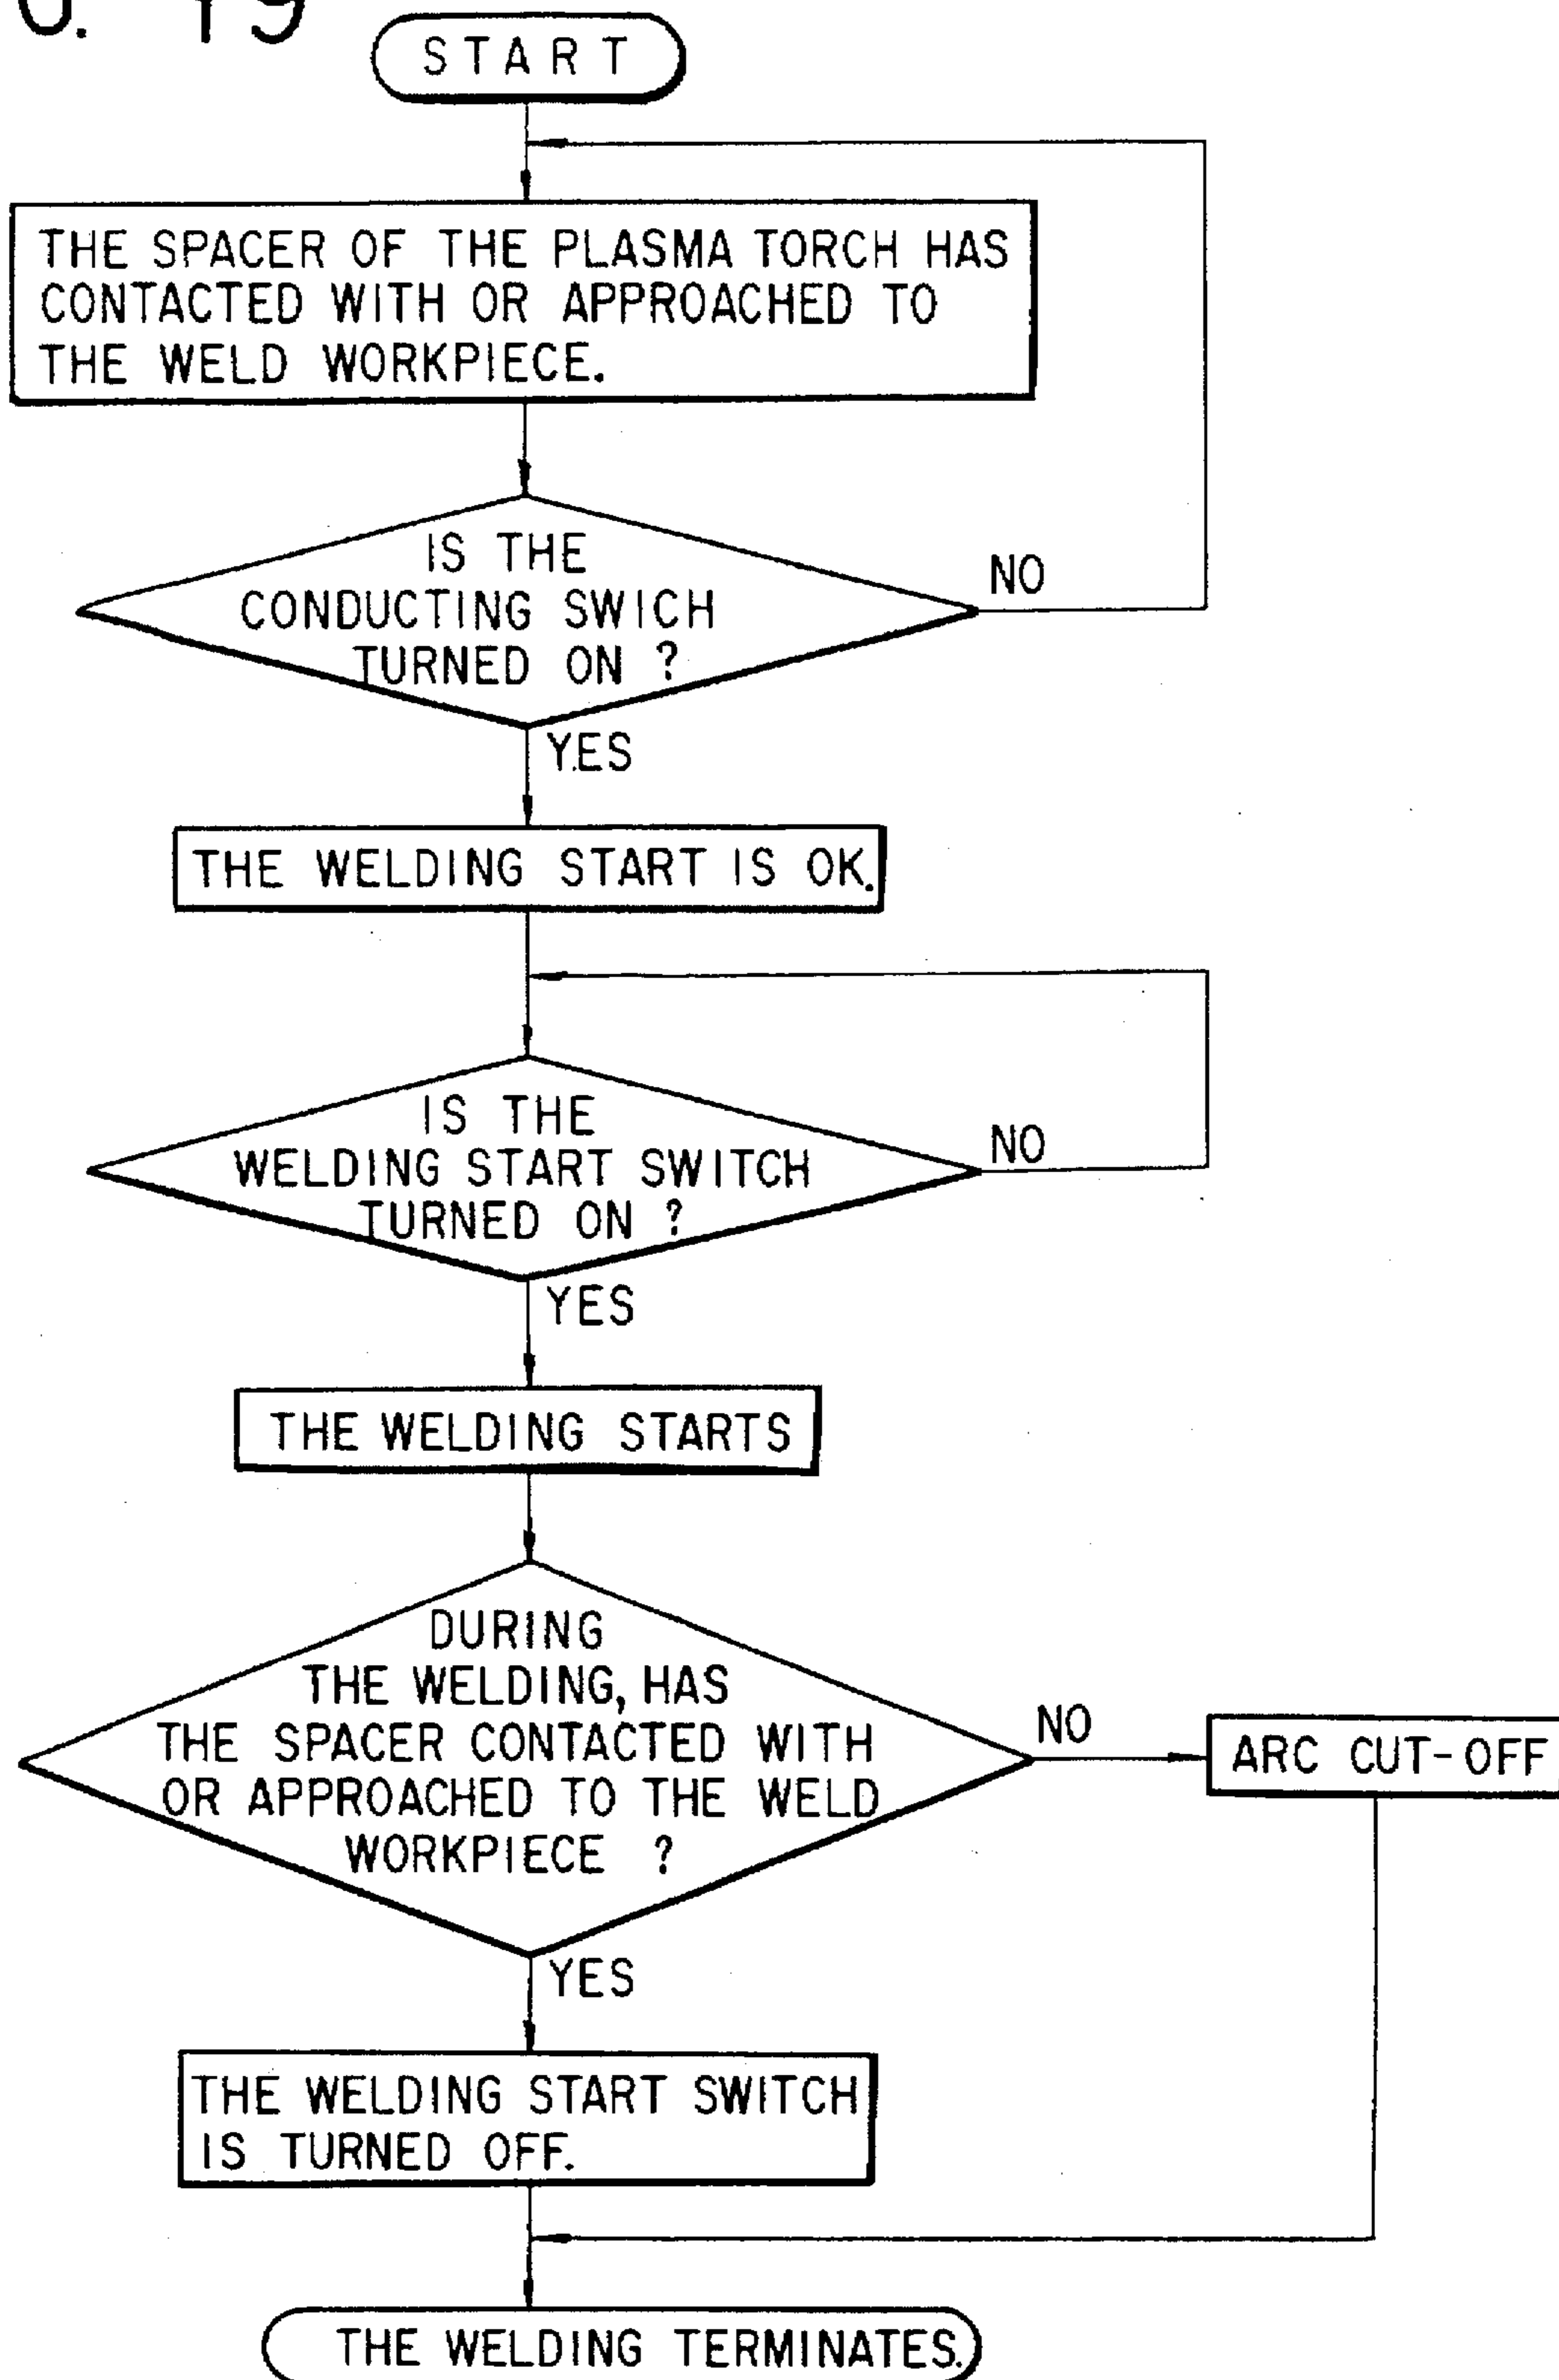 START
THE SPACER OF THE PLASMA TORCH HAS
CONTACTED WITH OR APPROACHED TO
THE WELD WORKPIECE.
IS THE
CONDUCTING SWICH
TURNED ON ?
NO
YES
THE WELDING START IS OK.
IS THE
WELDING START SWITCH
TURNED ON ?
NO
YES
THE WELDING STARTS
DURING
THE WELDING, HAS
THE SPACER CONTACTED WITH
OR APPROACHED TO THE WELD
WORKPIECE ?
NO
ARC CUT-OFF
YES
THE WELDING START SWITCH
IS TURNED OFF.
THE WELDING TERMINATES.